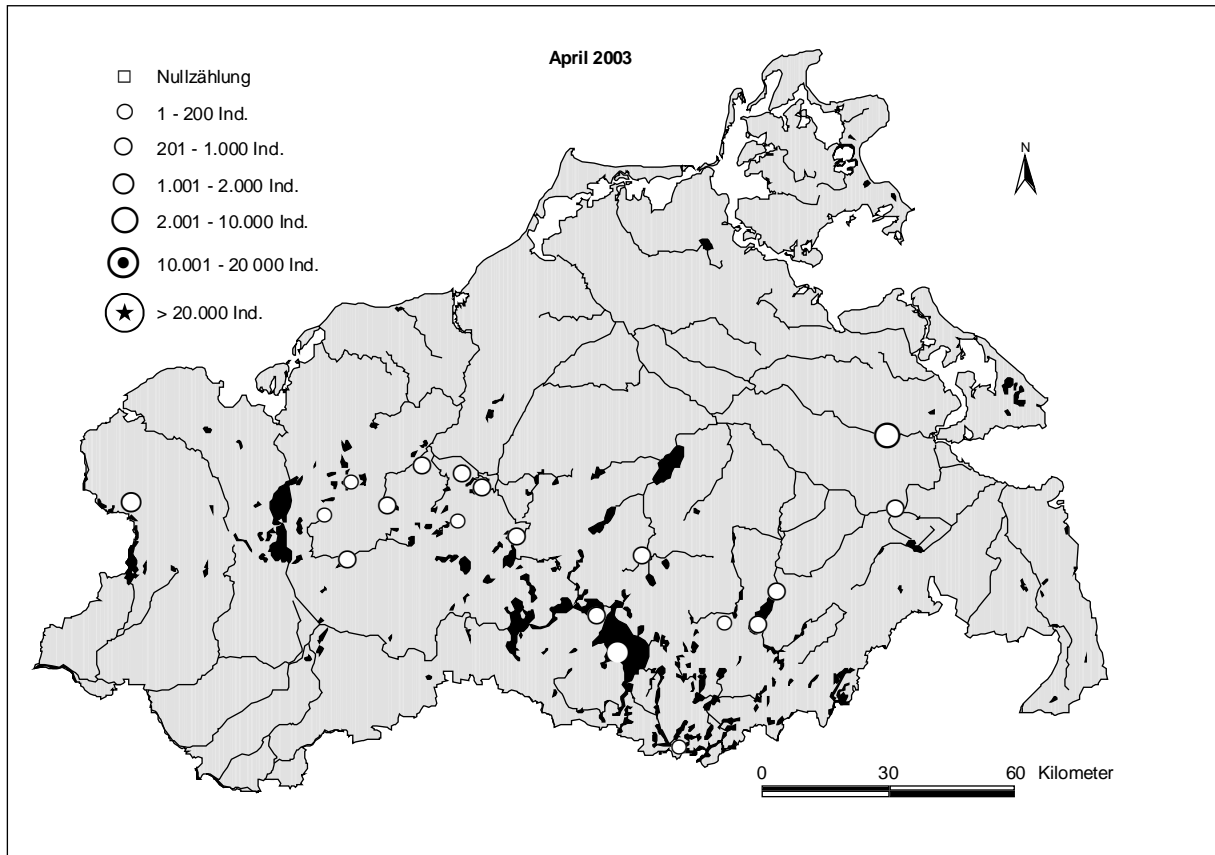 April 2003
Nullzählung
1 - 200 Ind.
201 - 1.000 Ind.
1.001 - 2.000 Ind.
2.001 - 10.000 Ind.
10.001 - 20 000 Ind.
> 20.000 Ind.
N
0 30 60 Kilometer